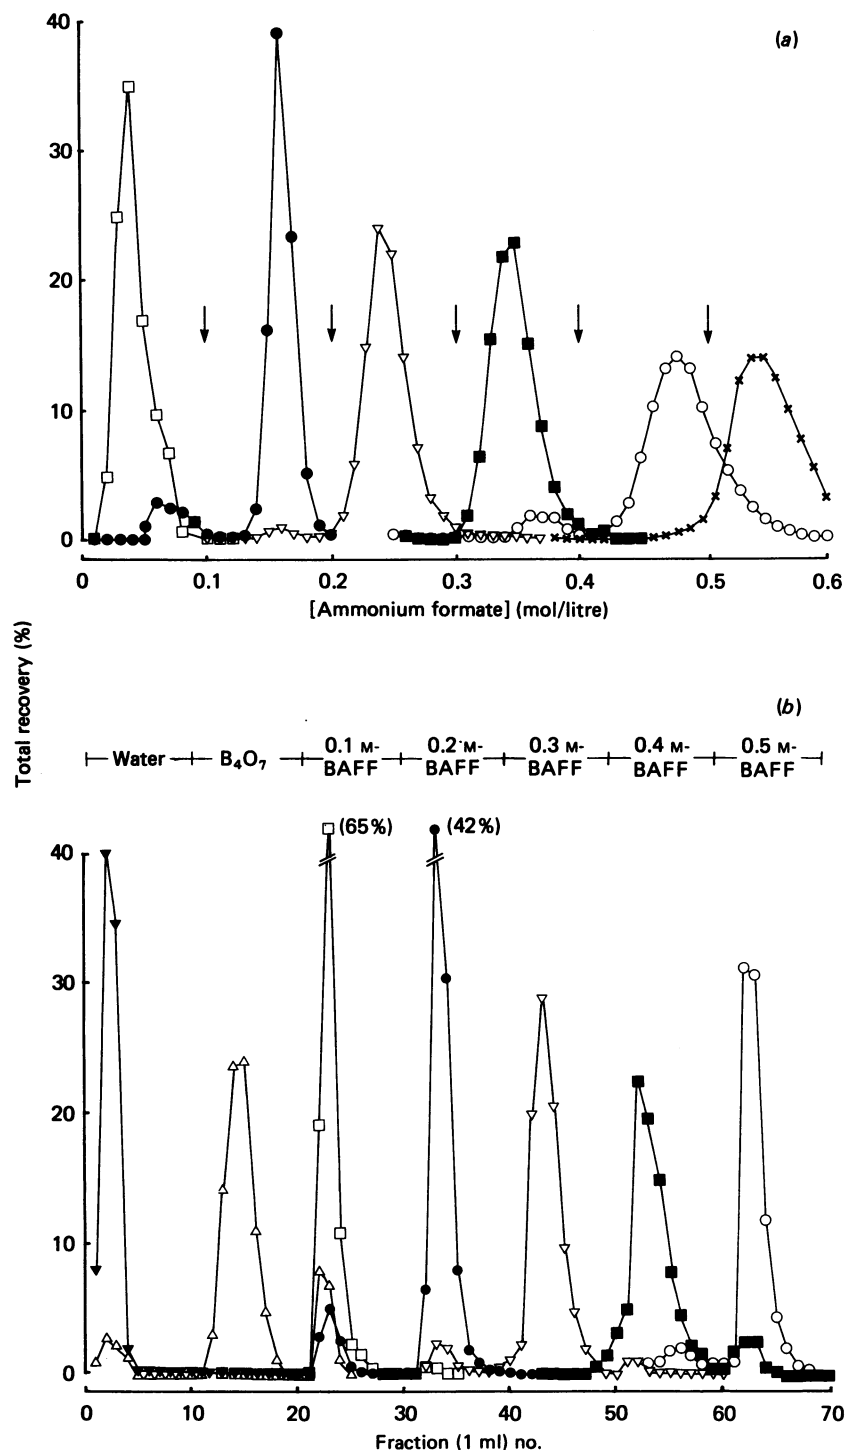 (a)
40
30
20
10
0
0 0.1 0.2 0.3 0.4 0.5 0.6
[Ammonium formate] (mol/litre)
Total recovery (%)
(b)
Water B₄O₇ 0.1 M-BAFF 0.2 M-BAFF 0.3 M-BAFF 0.4 M-BAFF 0.5 M-BAFF
(65%) (42%)
40
30
20
10
0
0 10 20 30 40 50 60 70
Fraction (1 ml) no.